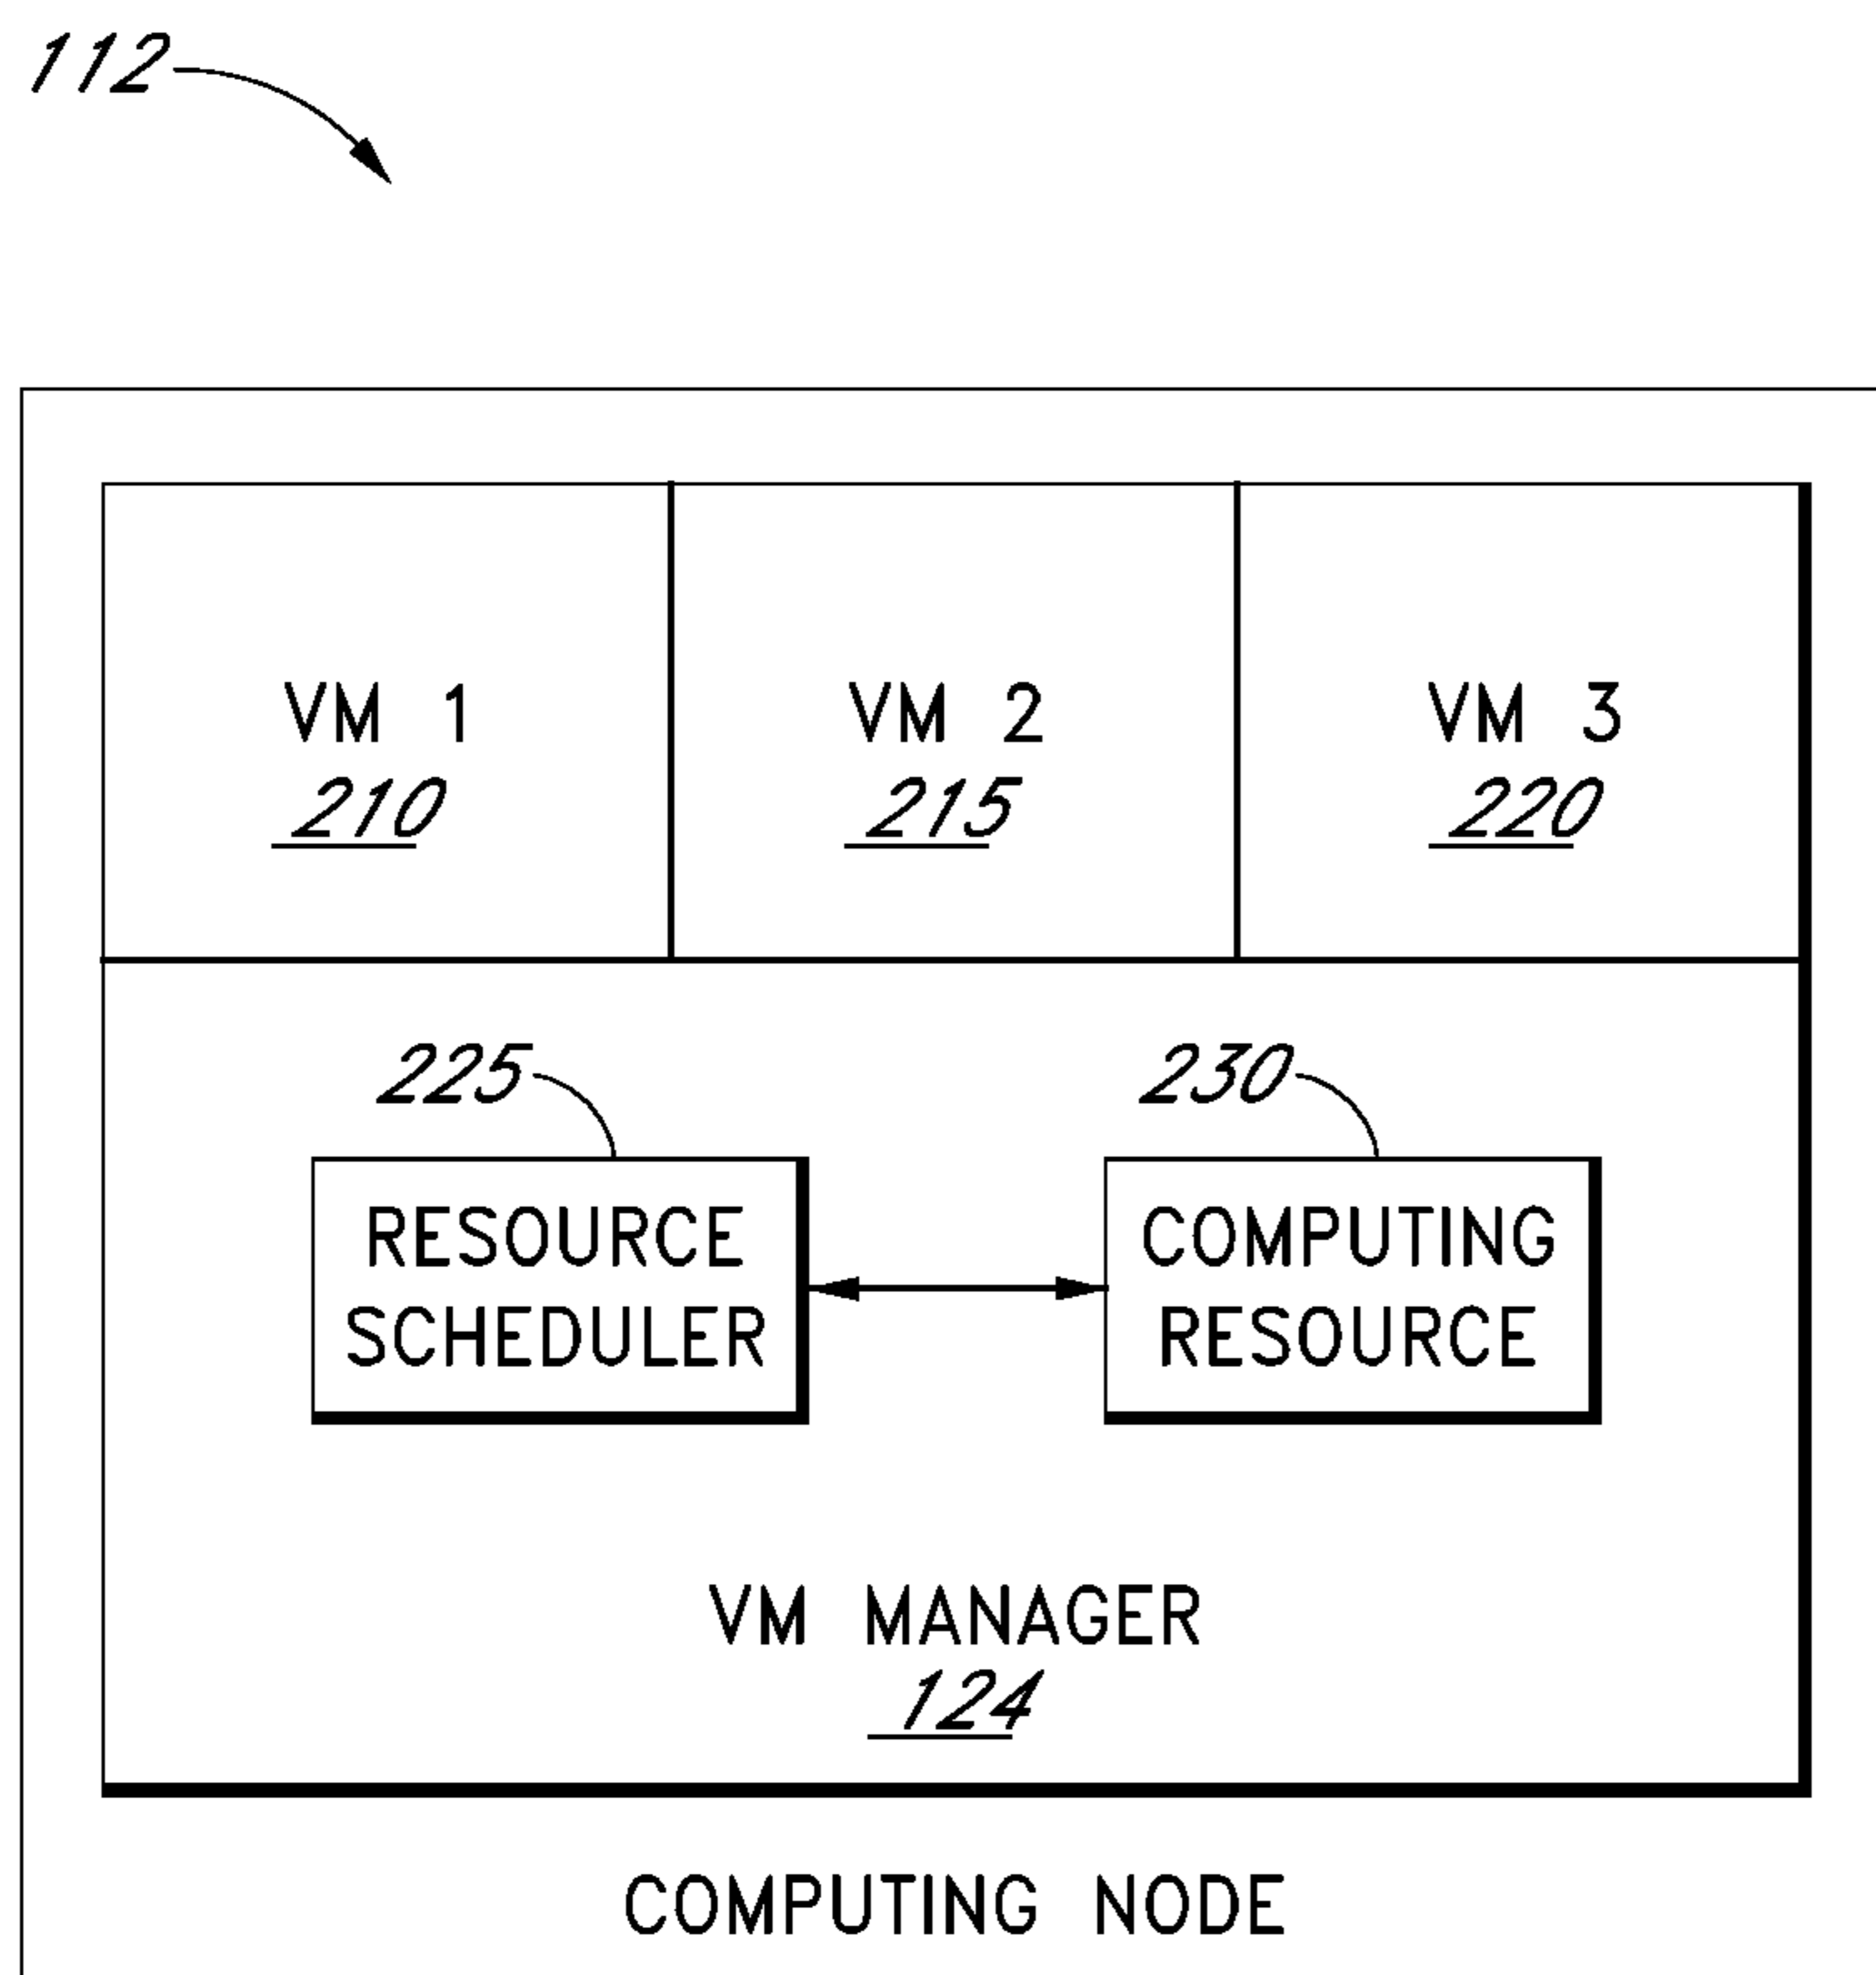 112
VM 1
210
VM 2
215
VM 3
220
225
230
RESOURCE
SCHEDULER
COMPUTING
RESOURCE
VM MANAGER
124
COMPUTING NODE